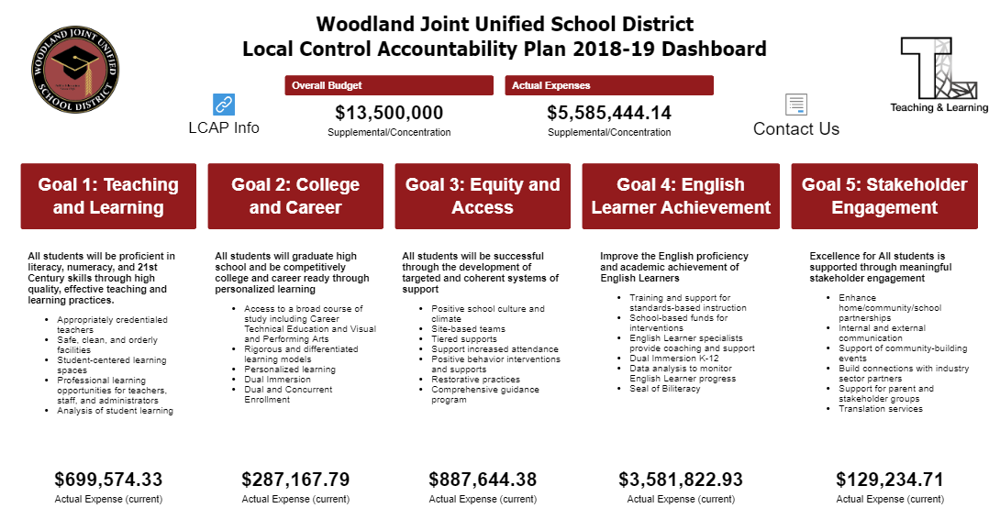 Woodland Joint Unified School District
Local Control Accountability Plan 2018-19 Dashboard
WOODLAND JOINT UNIFIED
SCHOOL DISTRICT
LCAP Info
Overall Budget
$13,500,000
Supplemental/Concentration
Actual Expenses
$5,585,444.14
Supplemental/Concentration
Contact Us
TL
Teaching & Learning
Goal 1: Teaching
and Learning
All students will be proficient in
literacy, numeracy, and 21st
Century skills through high
quality, effective teaching and
learning practices.
• Appropriately credentialed
teachers
• Safe, clean, and orderly
facilities
• Student-centered learning
spaces
• Professional learning
opportunities for teachers,
staff, and administrators
• Analysis of student learning
$699,574.33
Actual Expense (current)
Goal 2: College
and Career
All students will graduate high
school and be competitively
college and career ready through
personalized learning
• Access to a broad course of
study including Career
Technical Education and Visual
and Performing Arts
• Rigorous and differentiated
learning models
• Personalized learning
• Dual Immersion
• Dual and Concurrent
Enrollment
$287,167.79
Actual Expense (current)
Goal 3: Equity and
Access
All students will be successful
through the development of
targeted and coherent systems of
support
• Positive school culture and
climate
• Site-based teams
• Tiered supports
• Support increased attendance
• Positive behavior interventions
and supports
• Restorative practices
• Comprehensive guidance
program
$887,644.38
Actual Expense (current)
Goal 4: English
Learner Achievement
Improve the English proficiency
and academic achievement of
English Learners
• Training and support for
standards-based instruction
• School-based funds for
interventions
• English Learner specialists
provide coaching and support
• Dual Immersion K-12
• Data analysis to monitor
English Learner progress
• Seal of Biliteracy
$3,581,822.93
Actual Expense (current)
Goal 5: Stakeholder
Engagement
Excellence for All students is
supported through meaningful
stakeholder engagement
• Enhance
home/community/school
partnerships
• Internal and external
communication
• Support of community-building
events
• Build connections with industry
sector partners
• Support for parent and
stakeholder groups
• Translation services
$129,234.71
Actual Expense (current)